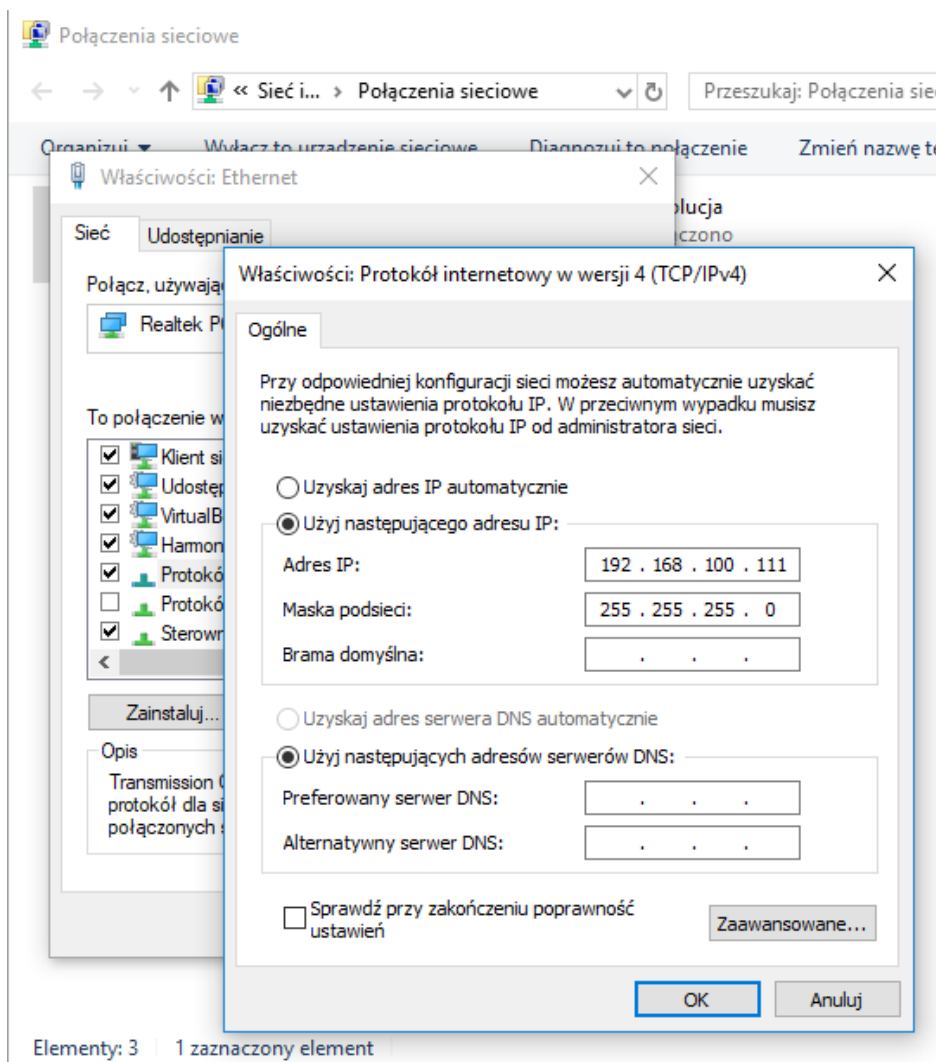 Połączenia sieciowe
« Sieć i... › Połączenia sieciowe
Przeszukaj: Połączenia sie
Organizuj Wyłącz to urządzenie sieciowe Diagnozuj to połączenie Zmień nazwę te
Właściwości: Ethernet
Sieć Udostępnianie
Połącz, używają
Realtek P
To połączenie w
Klient si
Udostęp
VirtualB
Harmon
Protokó
Protokó
Sterown
Zainstaluj...
Opis
Transmission
protokół dla si
połączonych
Właściwości: Protokół internetowy w wersji 4 (TCP/IPv4)
Ogólne
Przy odpowiedniej konfiguracji sieci możesz automatycznie uzyskać
niezbędne ustawienia protokołu IP. W przeciwnym wypadku musisz
uzyskać ustawienia protokołu IP od administratora sieci.
Uzyskaj adres IP automatycznie
Użyj następującego adresu IP:
Adres IP: 192 . 168 . 100 . 111
Maska podsieci: 255 . 255 . 255 . 0
Brama domyślna: . . .
Uzyskaj adres serwera DNS automatycznie
Użyj następujących adresów serwerów DNS:
Preferowany serwer DNS: . . .
Alternatywny serwer DNS: . . .
Sprawdź przy zakończeniu poprawność
ustawień
Zaawansowane...
OK Anuluj
olucja
czono
Elementy: 3 1 zaznaczony element